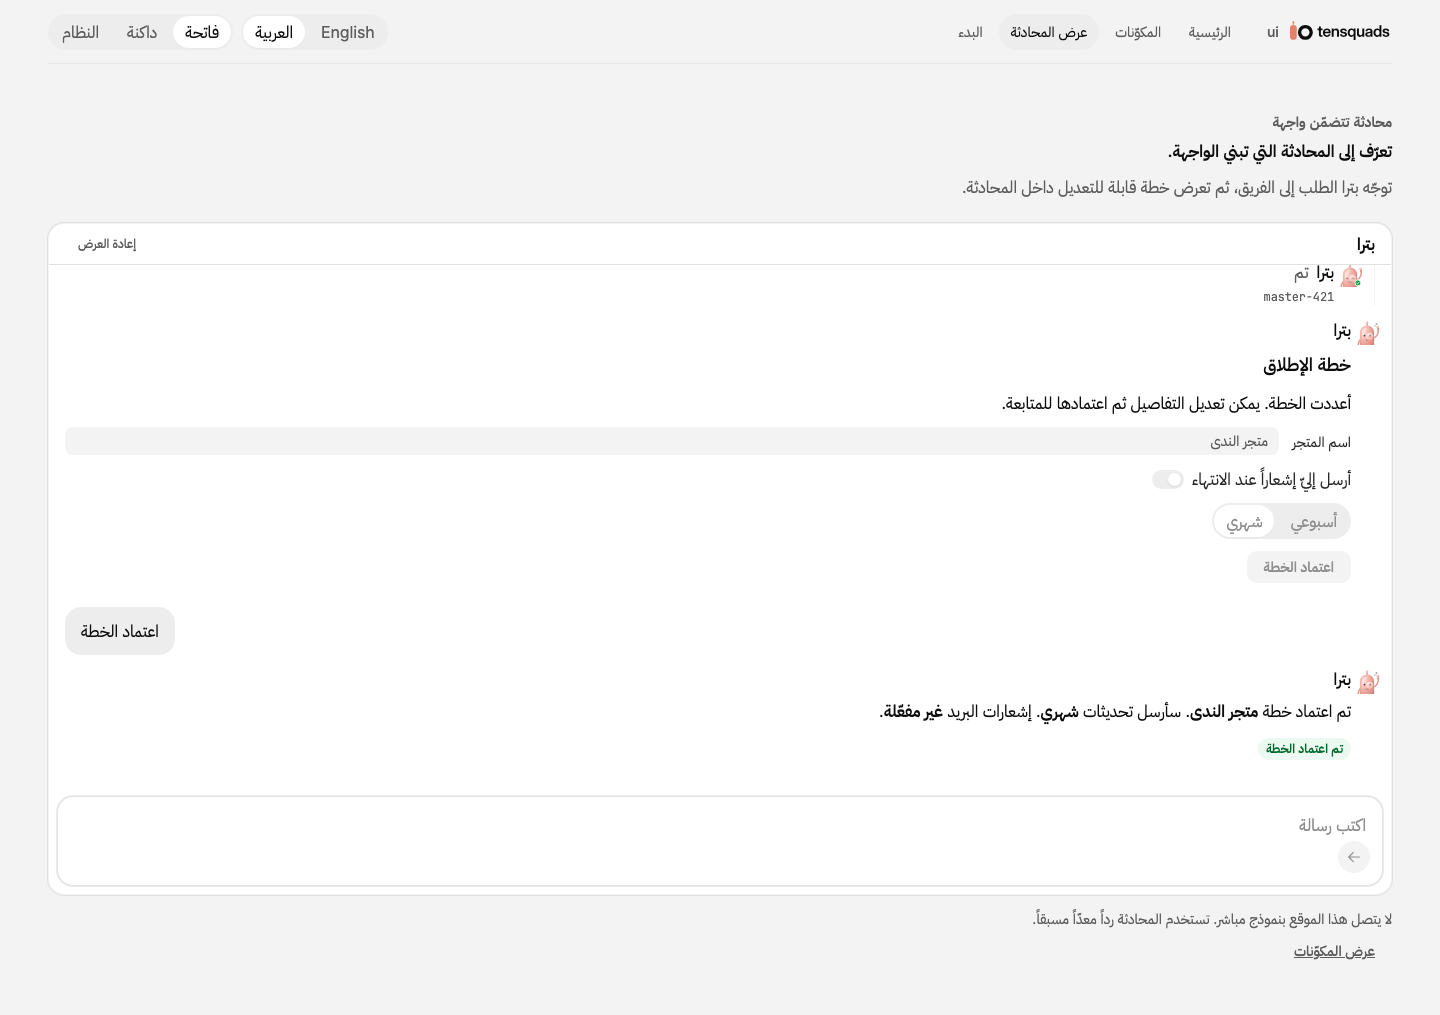 tensquads ui
الرئيسية
المكوّنات
عرض المحادثة
البدء
English
العربية
فاتحة
داكنة
النظام
محادثة تتضمّن واجهة
تعرّف إلى المحادثة التي تبني الواجهة.
توجّه بترا الطلب إلى الفريق، ثم تعرض خطة قابلة للتعديل داخل المحادثة.
بترا
إعادة العرض
بترا تم
master-421
بترا
خطة الإطلاق
أعددت الخطة. يمكن تعديل التفاصيل ثم اعتمادها للمتابعة.
اسم المتجر
متجر الندى
أرسل إليّ إشعاراً عند الانتهاء
أسبوعي
شهري
اعتماد الخطة
اعتماد الخطة
بترا
تم اعتماد خطة متجر الندى. سأرسل تحديثات شهري. إشعارات البريد غير مفعّلة.
تم اعتماد الخطة
اكتب رسالة
لا يتصل هذا الموقع بنموذج مباشر. تستخدم المحادثة رداً معدّاً مسبقاً.
عرض المكوّنات